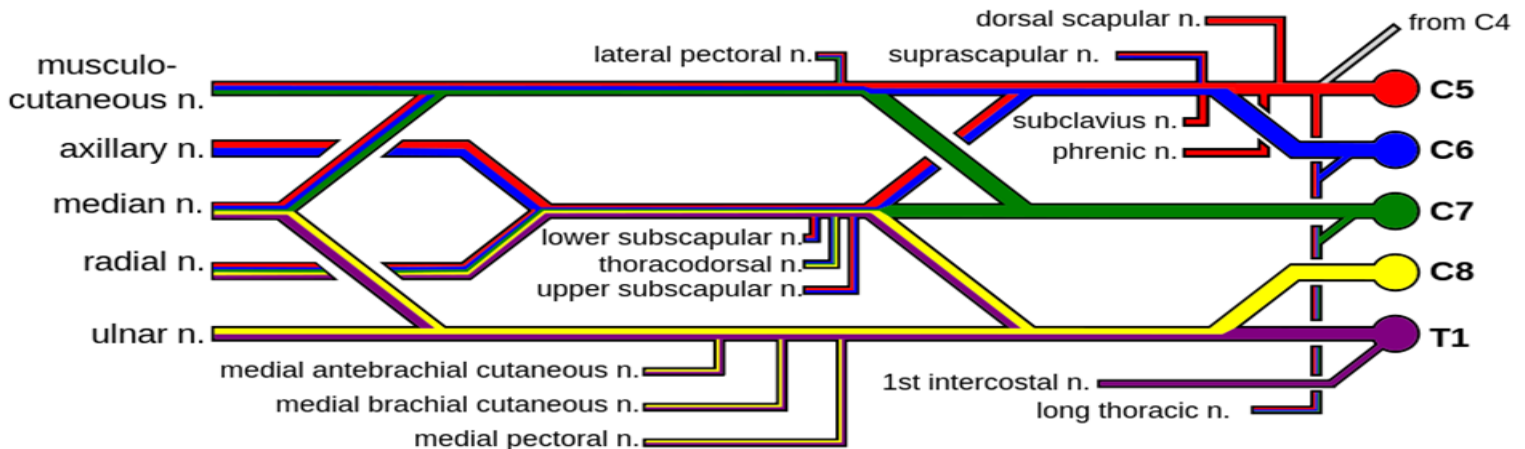 dorsal scapular n.
from C4
lateral pectoral n.
suprascapular n.
musculo-
cutaneous n.
C5
subclavius n.
axillary n.
phrenic n.
C6
median n.
C7
lower subscapular n.
radial n.
thoracodorsal n.
C8
upper subscapular n.
ulnar n.
T1
medial antebrachial cutaneous n.
1st intercostal n.
medial brachial cutaneous n.
long thoracic n.
medial pectoral n.